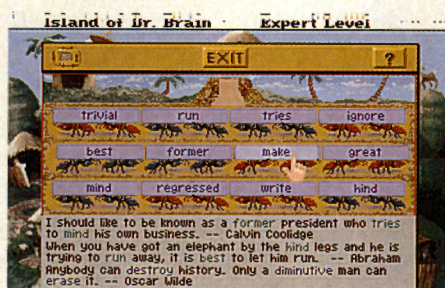 Island of Dr. Brain Expert Level
EXIT ?
trivial run tries ignore
best former make great
mind regressed write hind
I should like to be known as a former president who tries
to mind his own business. -- Calvin Coolidge
When you have got an elephant by the hind legs and he is
trying to run away, it is best to let him run. -- Abraham
Anybody can destroy history. Only a diminutive man can
erase it. -- Oscar Wilde